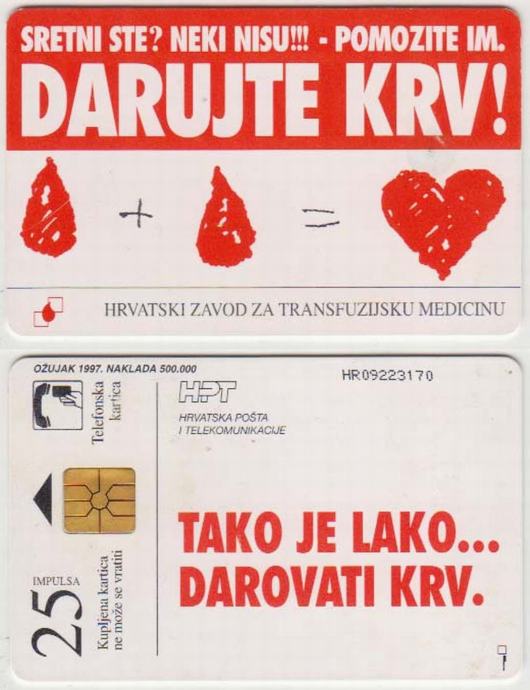 SRETNI STE? NEKI NISU!!! - POMOZITE IM.
DARUJTE KRV!
+ =
HRVATSKI ZAVOD ZA TRANSFUZIJSKU MEDICINU
OŽUJAK 1997. NAKLADA 500.000
Telefonska
kartica
HPT
HRVATSKA POŠTA
I TELEKOMUNIKACIJE
HR09223170
25
IMPULSA
Kupljena kartica
ne može se vratiti
TAKO JE LAKO...
DAROVATI KRV.